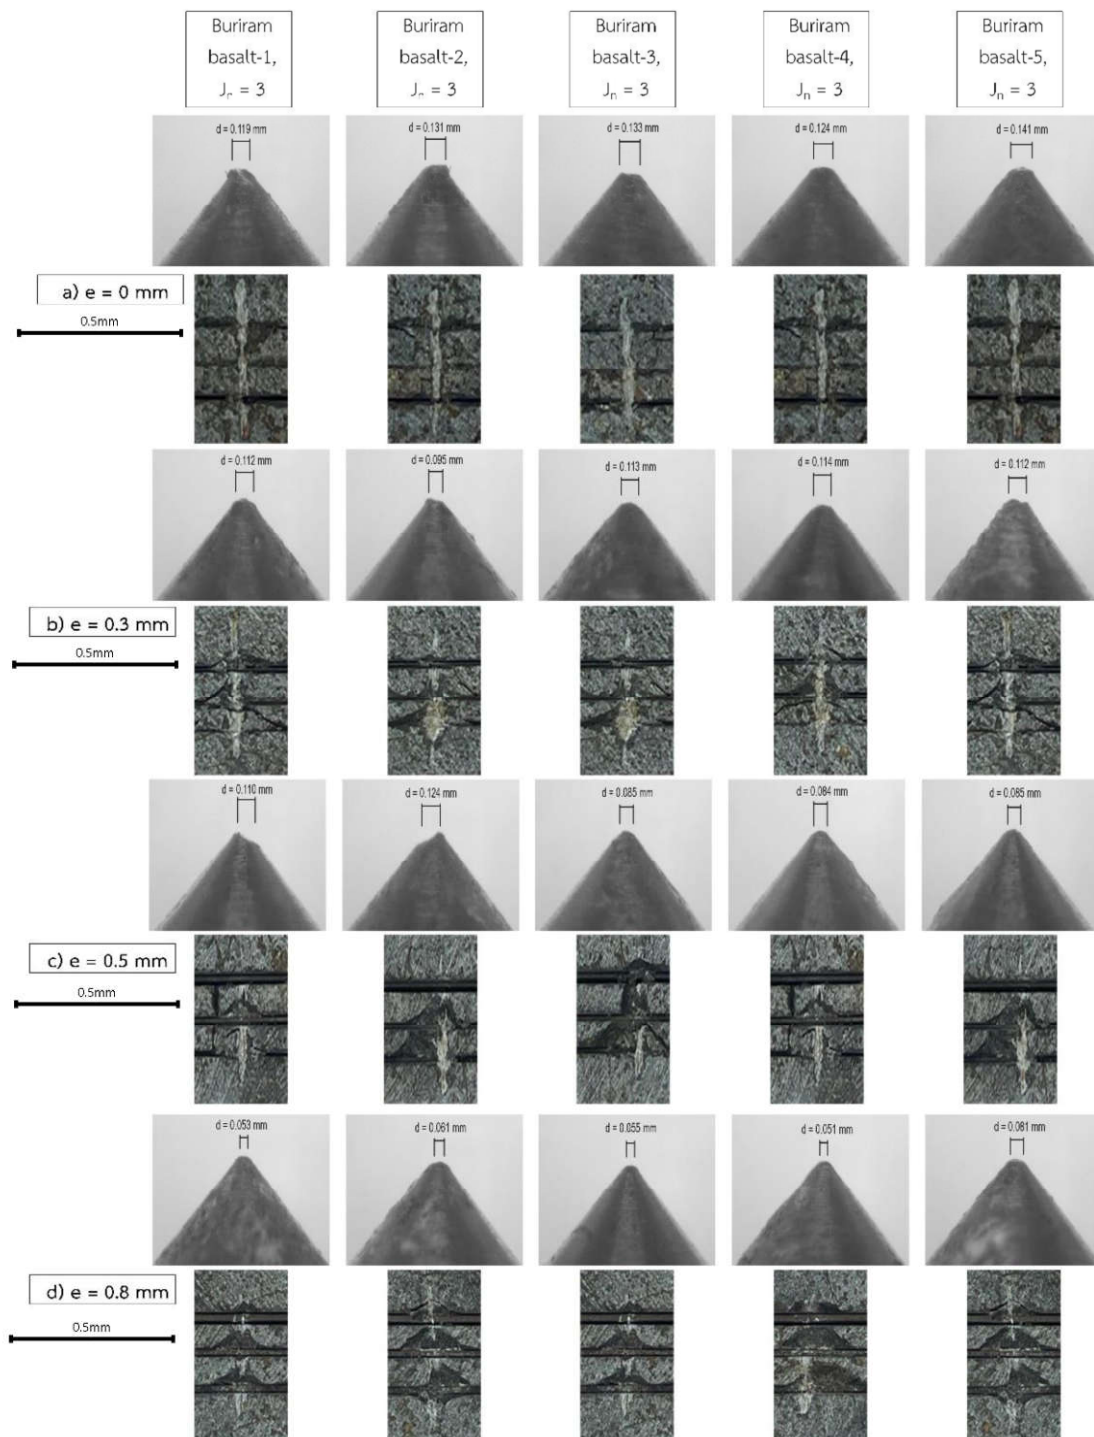 Buriram
basalt-1,
Jₙ = 3
Buriram
basalt-2,
Jₙ = 3
Buriram
basalt-3,
Jₙ = 3
Buriram
basalt-4,
Jₙ = 3
Buriram
basalt-5,
Jₙ = 3
d = 0.119 mm
d = 0.131 mm
d = 0.133 mm
d = 0.124 mm
d = 0.141 mm
a) e = 0 mm
0.5mm
d = 0.112 mm
d = 0.095 mm
d = 0.113 mm
d = 0.114 mm
d = 0.112 mm
b) e = 0.3 mm
0.5mm
d = 0.110 mm
d = 0.124 mm
d = 0.085 mm
d = 0.084 mm
d = 0.085 mm
c) e = 0.5 mm
0.5mm
d = 0.053 mm
d = 0.061 mm
d = 0.055 mm
d = 0.051 mm
d = 0.081 mm
d) e = 0.8 mm
0.5mm